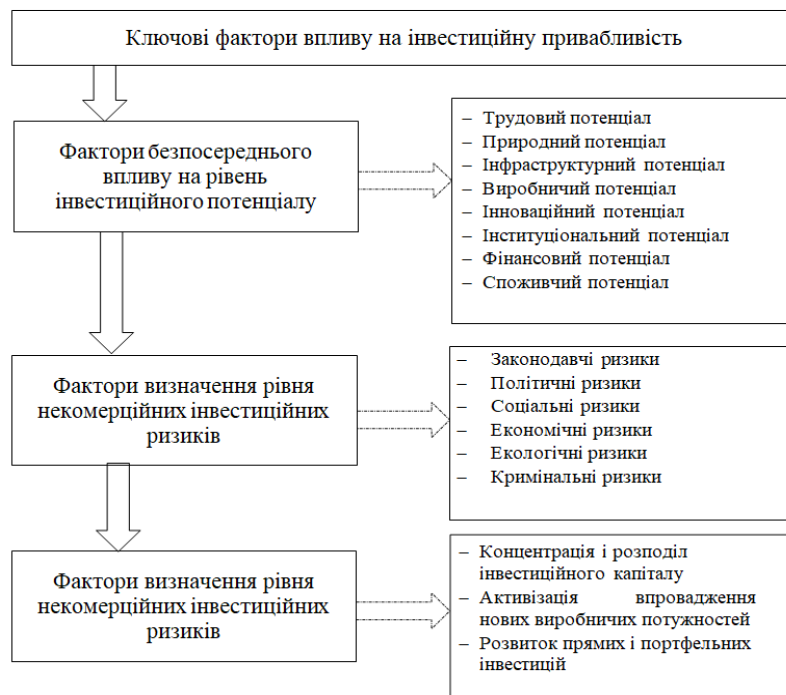 Ключові фактори впливу на інвестиційну привабливість
Фактори безпосереднього
впливу на рівень
інвестиційного потенціалу
– Трудовий потенціал
– Природний потенціал
– Інфраструктурний потенціал
– Виробничий потенціал
– Інноваційний потенціал
– Інституціональний потенціал
– Фінансовий потенціал
– Споживчий потенціал
Фактори визначення рівня
некомерційних інвестиційних
ризиків
– Законодавчі ризики
– Політичні ризики
– Соціальні ризики
– Економічні ризики
– Екологічні ризики
– Кримінальні ризики
Фактори визначення рівня
некомерційних інвестиційних
ризиків
– Концентрація і розподіл
інвестиційного капіталу
– Активізація впровадження
нових виробничих потужностей
– Розвиток прямих і портфельних
інвестицій